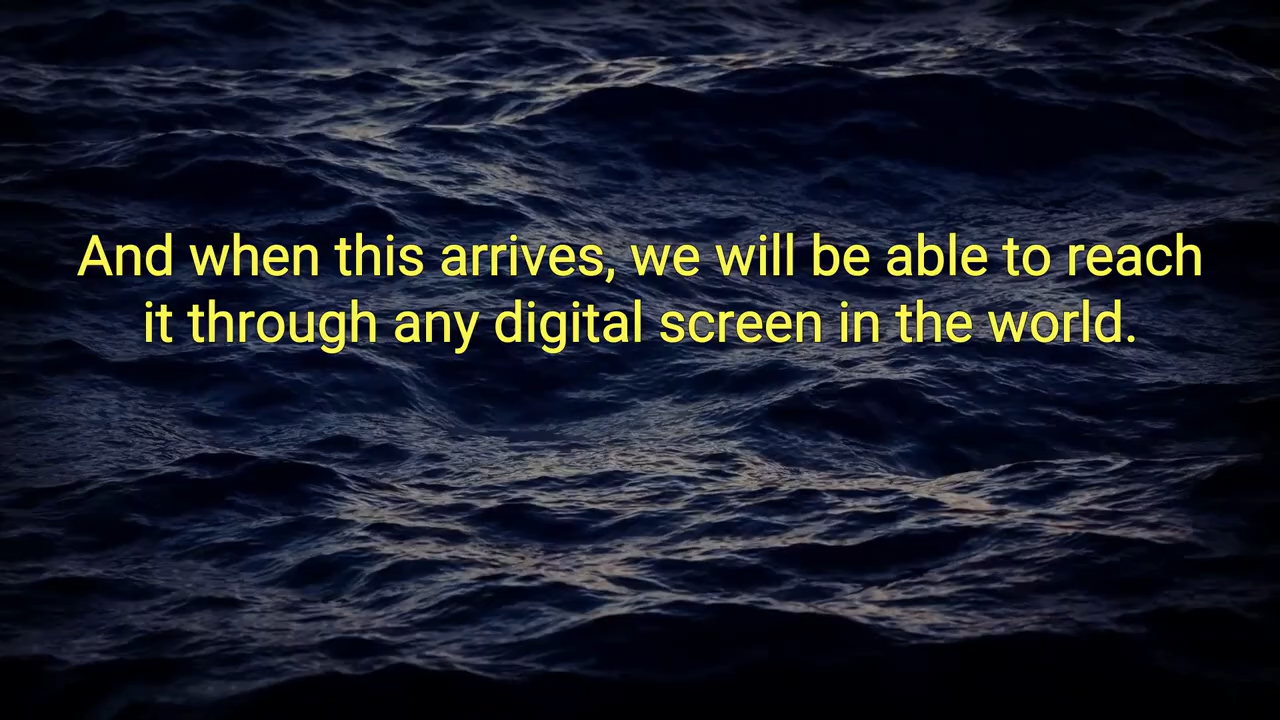 And when this arrives, we will be able to reach
it through any digital screen in the world.